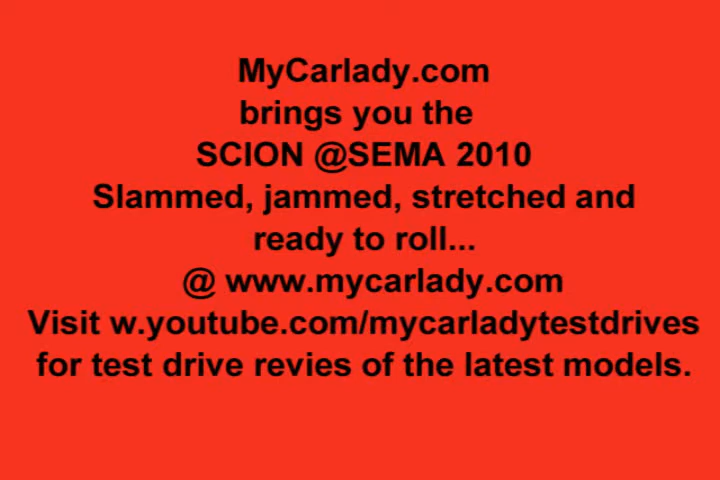 MyCarlady.com
brings you the
SCION @SEMA 2010
Slammed, jammed, stretched and
ready to roll...
@ www.mycarlady.com
Visit w.youtube.com/mycarladytestdrives
for test drive revies of the latest models.